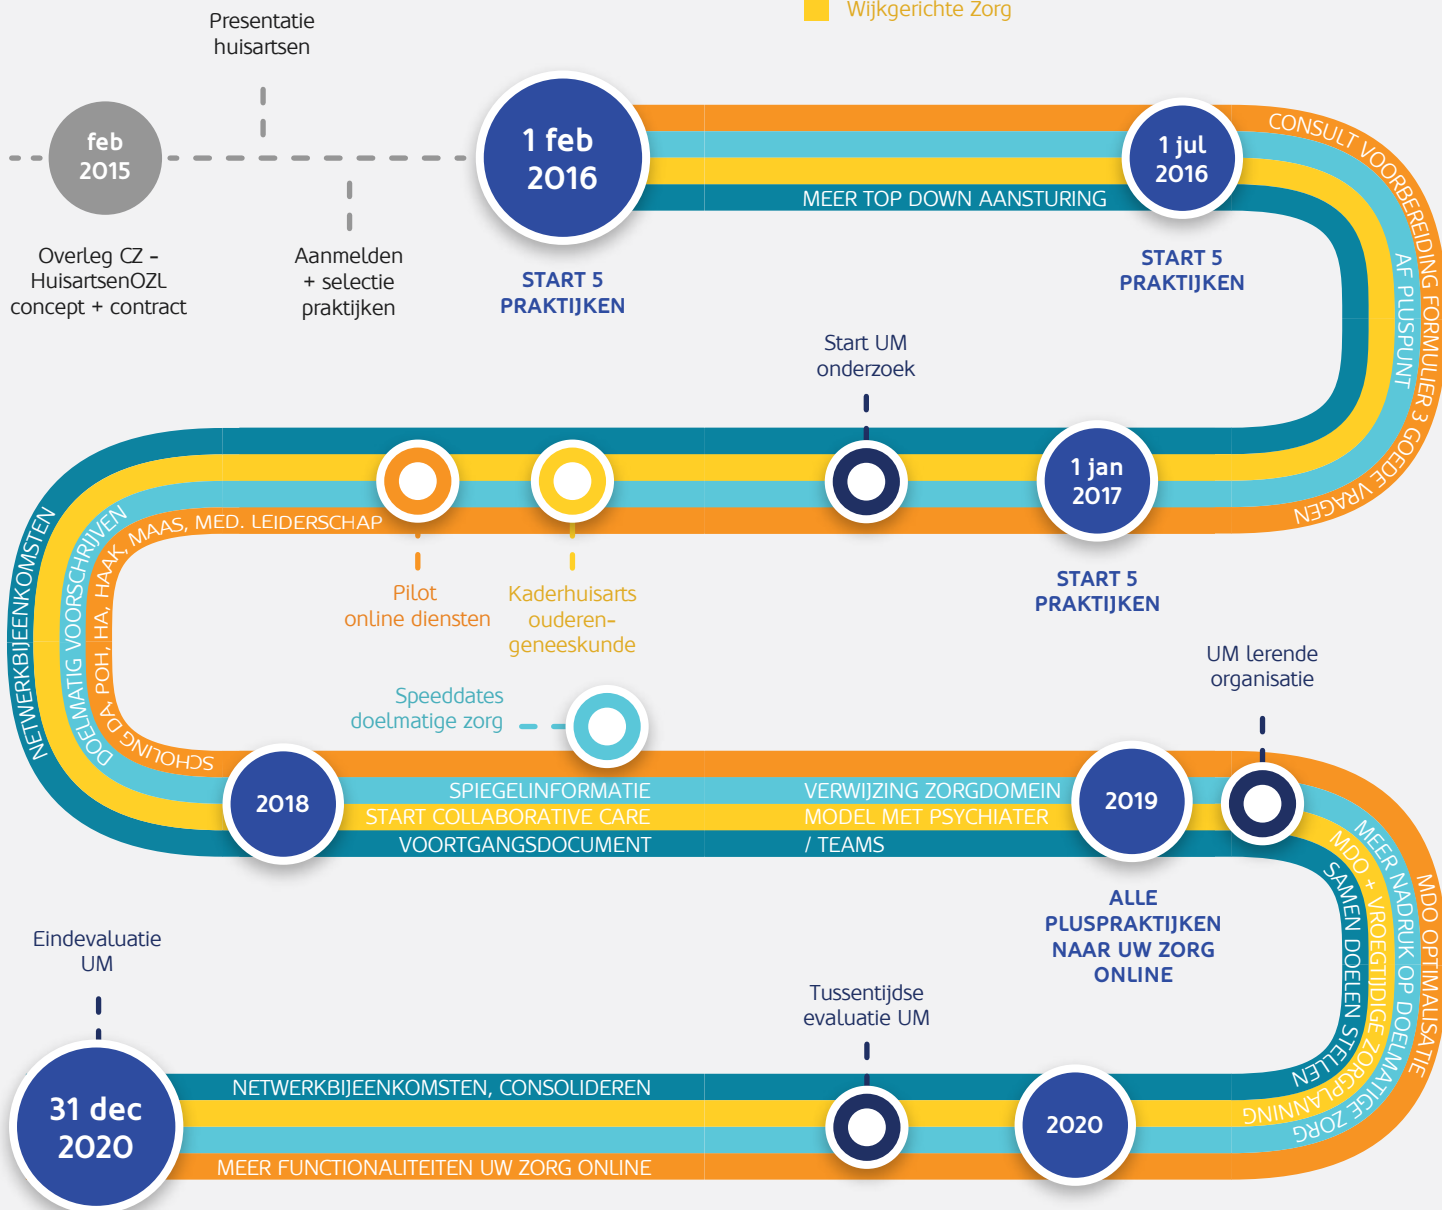 Wijkgerichte Zorg
Presentatie
huisartsen
feb
2015
Overleg CZ -
HuisartsenOZL
concept + contract
Aanmelden
+ selectie
praktijken
1 feb
2016
START 5
PRAKTIJKEN
MEER TOP DOWN AANSTURING
1 jul
2016
START 5
PRAKTIJKEN
CONSULT VOORBEREIDING FORMULIER 3 GOEDE VRAGEN
AF PLUSPUNT
Start UM
onderzoek
1 jan
2017
START 5
PRAKTIJKEN
Kaderhuisarts
ouderen-
geneeskunde
Pilot
online diensten
NETWERKBIJEENKOMSTEN
DOELMATIG VOORSCHRIJVEN
SCHOLING DA, POH, HA, HAAK, MAAS, MED. LEIDERSCHAP
Speeddates
doelmatige zorg
2018
SPIEGELINFORMATIE
START COLLABORATIVE CARE
VOORTGANGSDOCUMENT
VERWIJZING ZORGDOMEIN
MODEL MET PSYCHIATER
/ TEAMS
2019
ALLE
PLUSPRAKTIJKEN
NAAR UW ZORG
ONLINE
UM lerende
organisatie
MDO OPTIMALISATIE
MEER NADRUK OP DOELMATIGE ZORG
MDO + VROEGTIJDIGE ZORGPLANNING
SAMEN DOELEN STELLEN
2020
Tussentijdse
evaluatie UM
NETWERKBIJEENKOMSTEN, CONSOLIDEREN
MEER FUNCTIONALITEITEN UW ZORG ONLINE
Eindevaluatie
UM
31 dec
2020